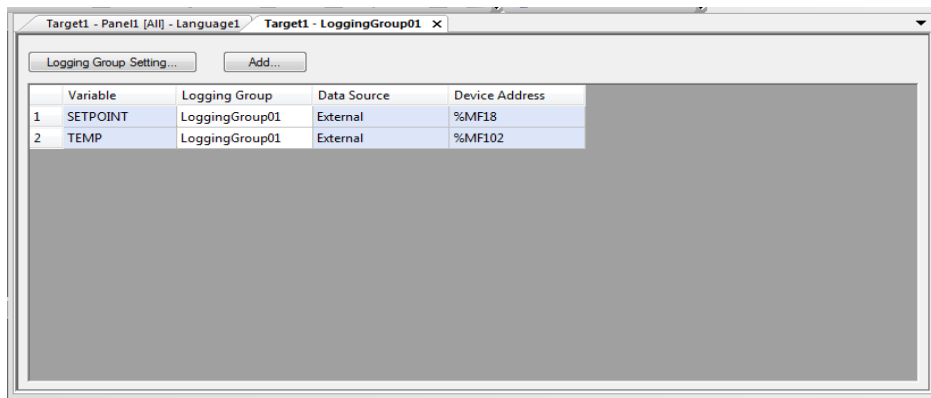 Target1 - Panel1 [All] - Language1 Target1 - LoggingGroup01 X
Logging Group Setting... Add...
Variable Logging Group Data Source Device Address
1 SETPOINT LoggingGroup01 External %MF18
2 TEMP LoggingGroup01 External %MF102